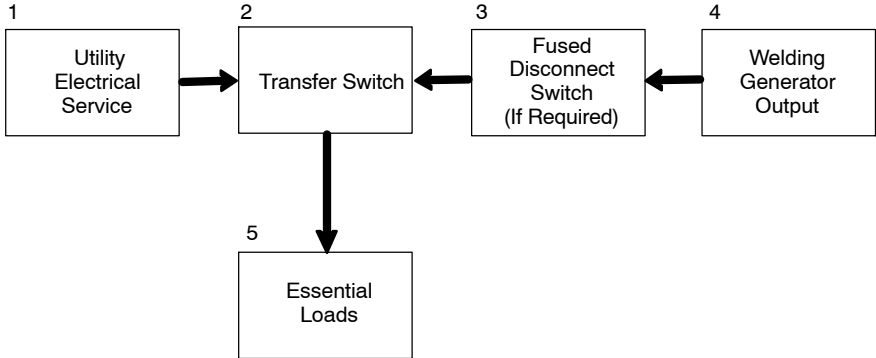 1
Utility
Electrical
Service
2
Transfer Switch
3
Fused
Disconnect
Switch
(If Required)
4
Welding
Generator
Output
5
Essential
Loads